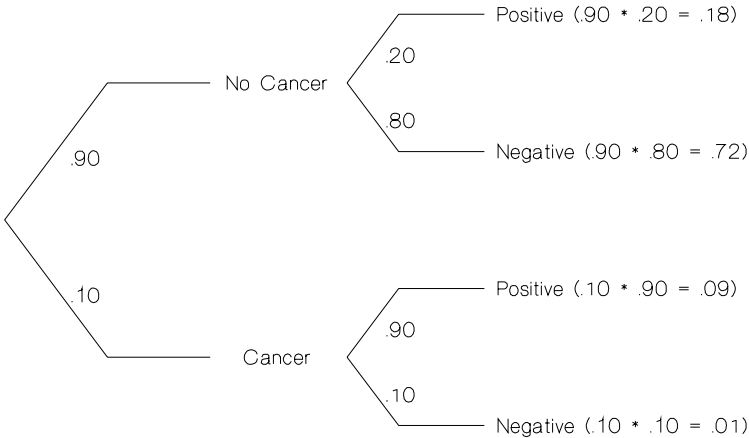 Positive (.90 * .20 = .18)
.20
No Cancer
.80
.90
Negative (.90 * .80 = .72)
.10
Positive (.10 * .90 = .09)
.90
Cancer
.10
Negative (.10 * .10 = .01)